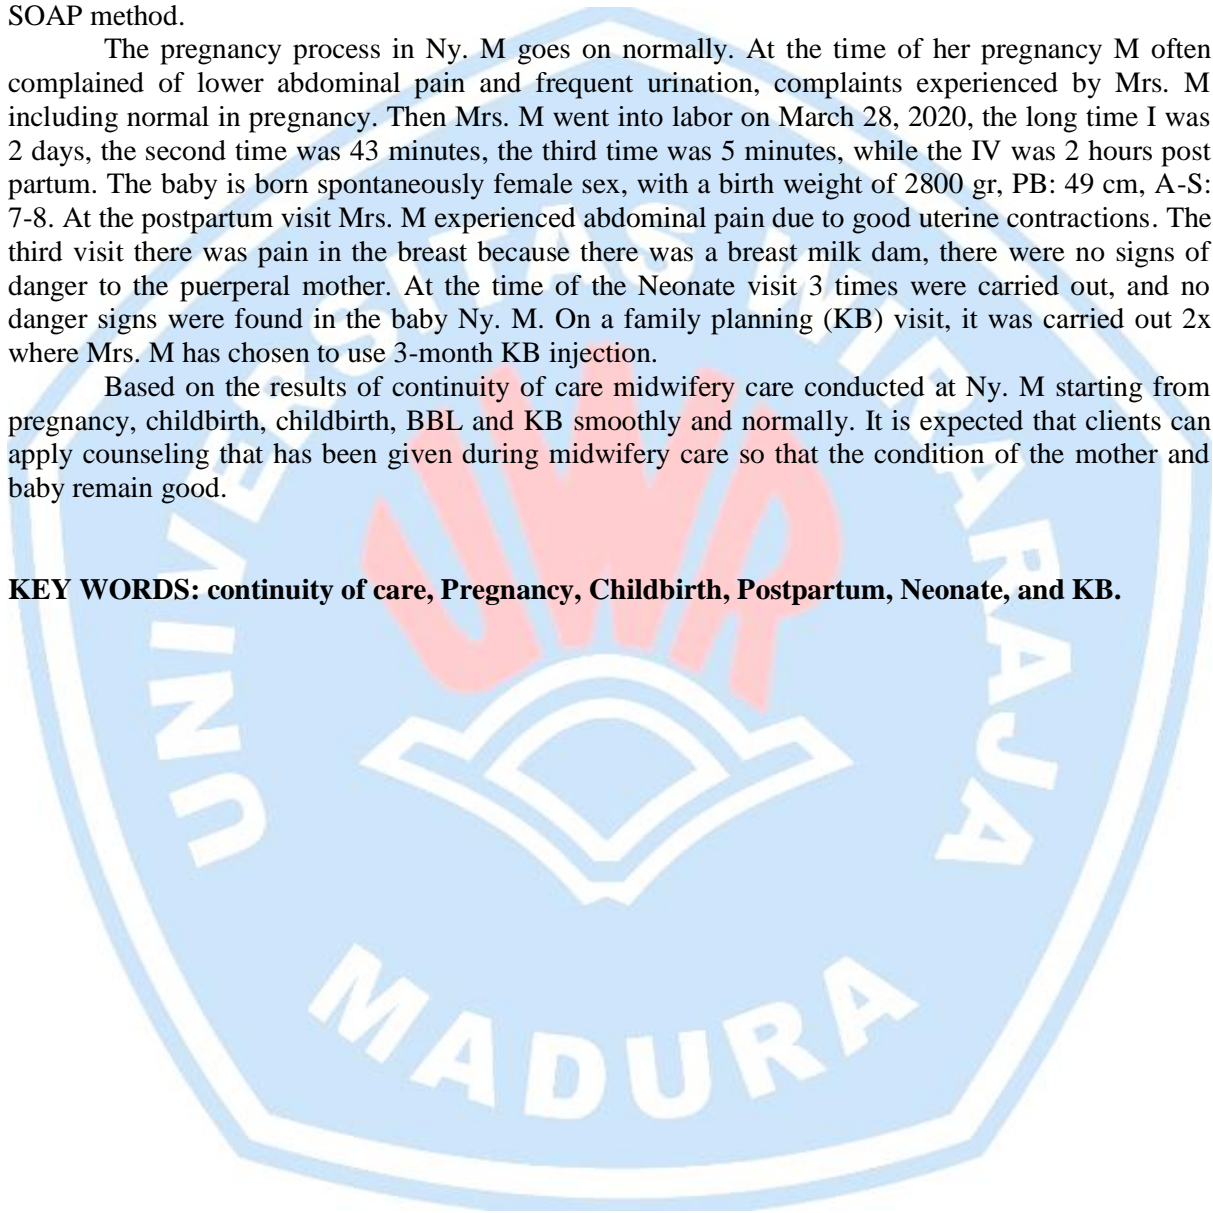 SOAP method.
The pregnancy process in Ny. M goes on normally. At the time of her pregnancy M often
complained of lower abdominal pain and frequent urination, complaints experienced by Mrs. M
including normal in pregnancy. Then Mrs. M went into labor on March 28, 2020, the long time I was
2 days, the second time was 43 minutes, the third time was 5 minutes, while the IV was 2 hours post
partum. The baby is born spontaneously female sex, with a birth weight of 2800 gr, PB: 49 cm, A-S:
7-8. At the postpartum visit Mrs. M experienced abdominal pain due to good uterine contractions. The
third visit there was pain in the breast because there was a breast milk dam, there were no signs of
danger to the puerperal mother. At the time of the Neonate visit 3 times were carried out, and no
danger signs were found in the baby Ny. M. On a family planning (KB) visit, it was carried out 2x
where Mrs. M has chosen to use 3-month KB injection.
Based on the results of continuity of care midwifery care conducted at Ny. M starting from
pregnancy, childbirth, childbirth, BBL and KB smoothly and normally. It is expected that clients can
apply counseling that has been given during midwifery care so that the condition of the mother and
baby remain good.
KEY WORDS: continuity of care, Pregnancy, Childbirth, Postpartum, Neonate, and KB.
UNIVERSITAS WIRARAJA
UWR
MADURA